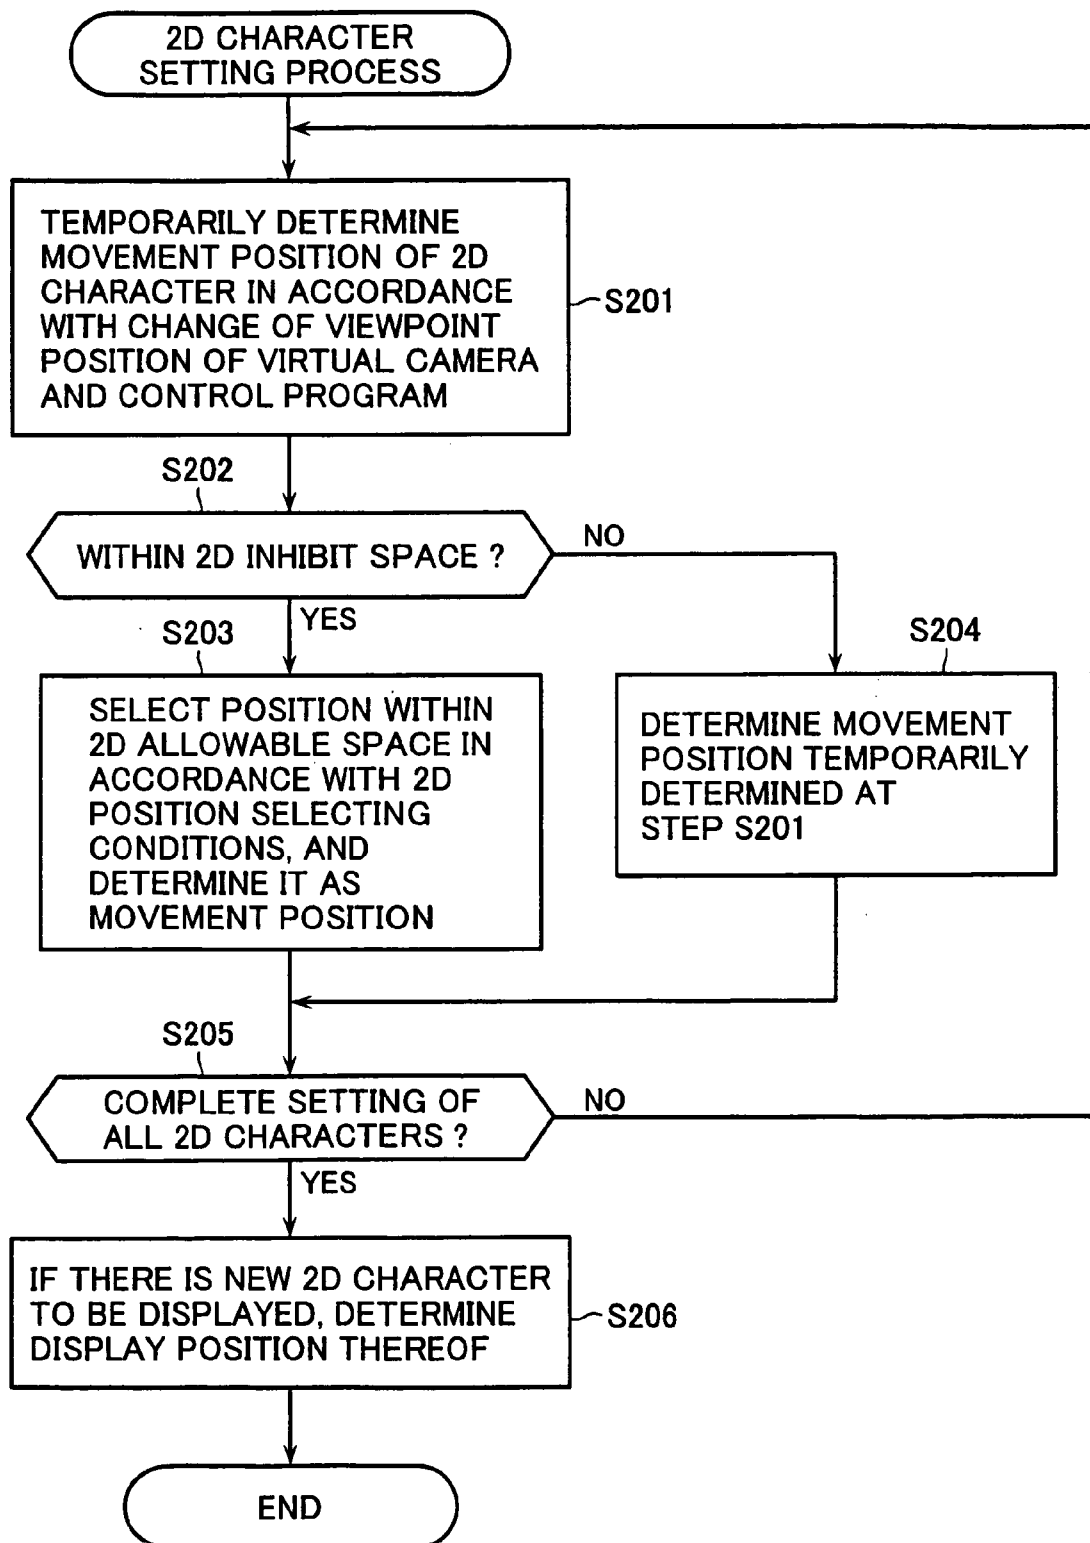 2D CHARACTER
SETTING PROCESS
TEMPORARILY DETERMINE
MOVEMENT POSITION OF 2D
CHARACTER IN ACCORDANCE
WITH CHANGE OF VIEWPOINT
POSITION OF VIRTUAL CAMERA
AND CONTROL PROGRAM
S201
S202
WITHIN 2D INHIBIT SPACE ?
NO
YES
S203
SELECT POSITION WITHIN
2D ALLOWABLE SPACE IN
ACCORDANCE WITH 2D
POSITION SELECTING
CONDITIONS, AND
DETERMINE IT AS
MOVEMENT POSITION
S204
DETERMINE MOVEMENT
POSITION TEMPORARILY
DETERMINED AT
STEP S201
S205
COMPLETE SETTING OF
ALL 2D CHARACTERS ?
NO
YES
IF THERE IS NEW 2D CHARACTER
TO BE DISPLAYED, DETERMINE
DISPLAY POSITION THEREOF
S206
END